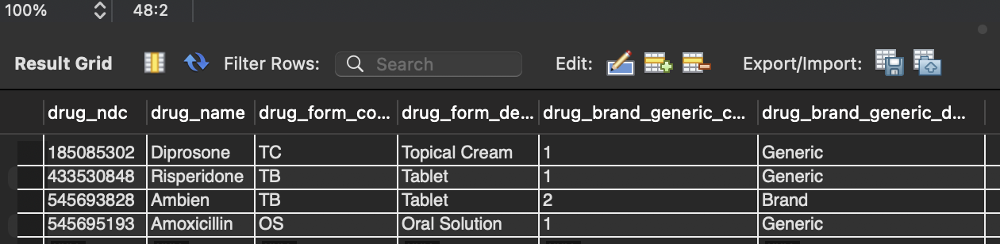 100% 48:2
Result Grid Filter Rows: Search Edit: Export/Import:
drug_ndc drug_name drug_form_co... drug_form_de... drug_brand_generic_c... drug_brand_generic_d...
185085302 Diprosone TC Topical Cream 1 Generic
433530848 Risperidone TB Tablet 1 Generic
545693828 Ambien TB Tablet 2 Brand
545695193 Amoxicillin OS Oral Solution 1 Generic